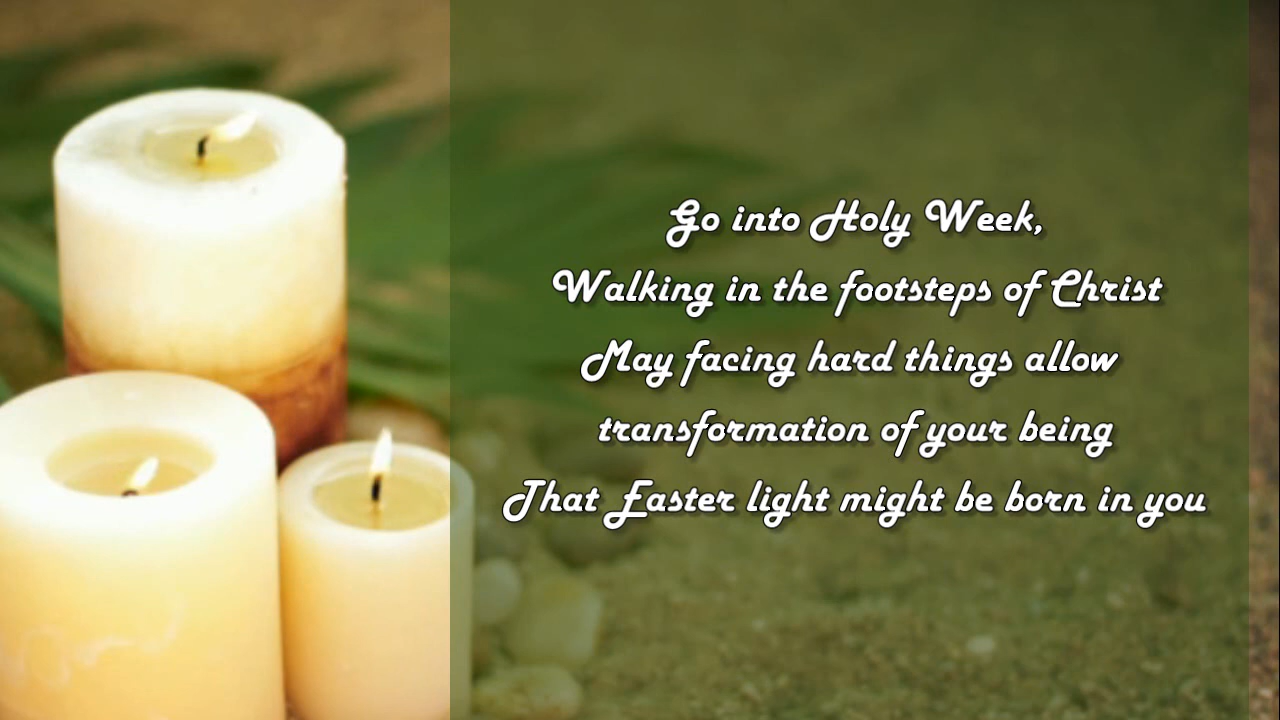 Go into Holy Week,
Walking in the footsteps of Christ
May facing hard things allow
transformation of your being
That Easter light might be born in you